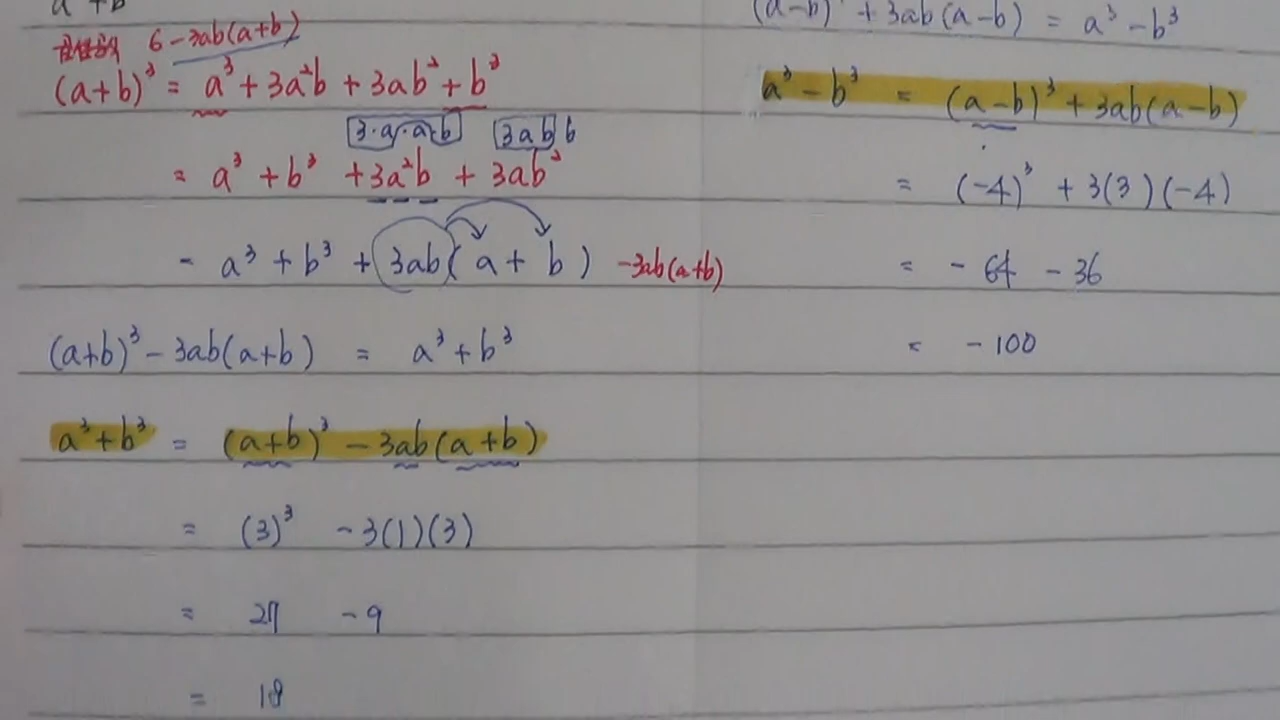 6 - 3ab(a+b)
(a+b)³ = a³ + 3a²b + 3ab² + b³
3·a·a·b 3ab b
= a³ + b³ + 3a²b + 3ab²
= a³ + b³ + 3ab(a + b) - 3ab(a+b)
(a+b)³ - 3ab(a+b) = a³ + b³
a³ + b³ = (a+b)³ - 3ab(a+b)
= (3)³ - 3(1)(3)
= 27 - 9
= 18
(a-b)³ + 3ab(a-b) = a³ - b³
a³ - b³ = (a-b)³ + 3ab(a-b)
= (-4)³ + 3(3)(-4)
= -64 - 36
= -100